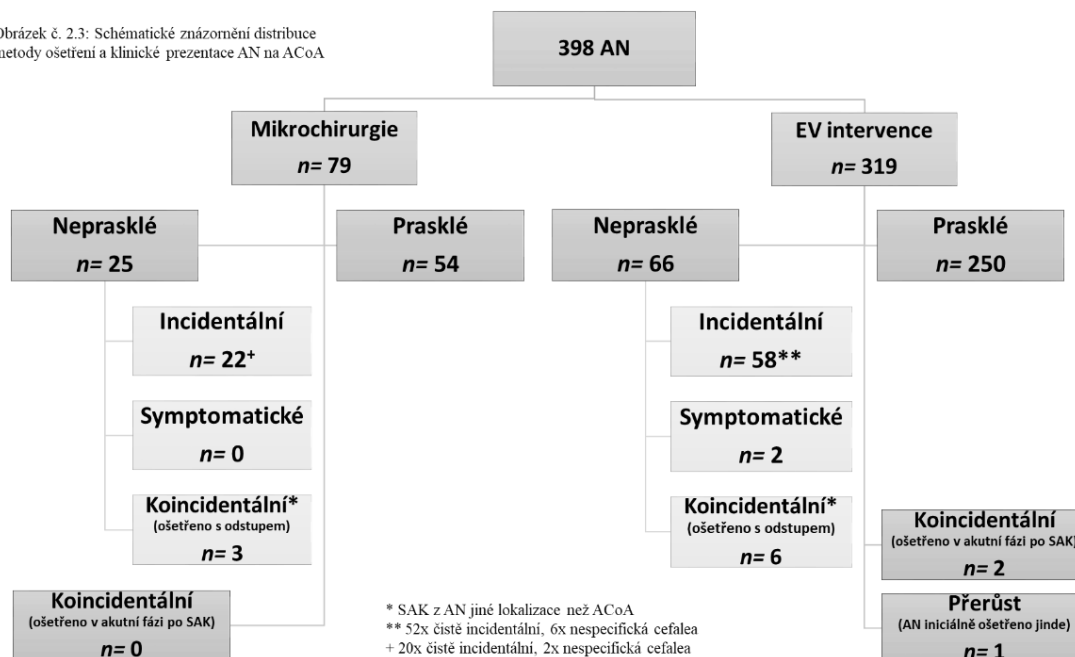 Obrázek č. 2.3: Schématické znázornění distribuce
metody ošetření a klinické prezentace AN na ACoA
398 AN
Mikrochirurgie
n= 79
EV intervence
n= 319
Neprasklé
n= 25
Prasklé
n= 54
Neprasklé
n= 66
Prasklé
n= 250
Incidentální
n= 22+
Incidentální
n= 58**
Symptomatické
n= 0
Symptomatické
n= 2
Koincidentální*
(ošetřeno s odstupem)
n= 3
Koincidentální*
(ošetřeno s odstupem)
n= 6
Koincidentální
(ošetřeno v akutní fázi po SAK)
n= 2
Koincidentální
(ošetřeno v akutní fázi po SAK)
n= 0
Přerůst
(AN iniciálně ošetřeno jinde)
n= 1
* SAK z AN jiné lokalizace než ACoA
** 52x čistě incidentální, 6x nespecifická cefalea
+ 20x čistě incidentální, 2x nespecifická cefalea